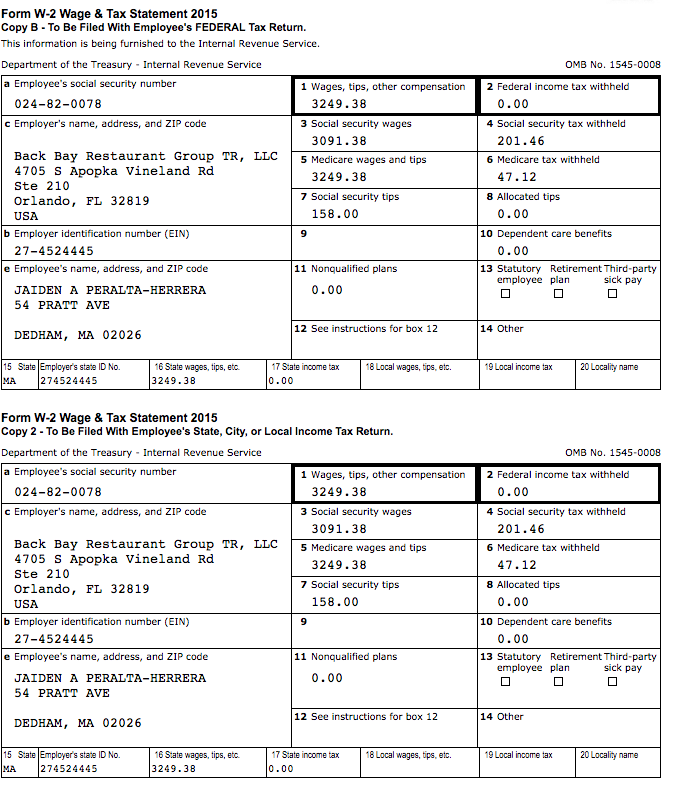 Form W-2 Wage & Tax Statement 2015
Copy B - To Be Filed With Employee's FEDERAL Tax Return.
This information is being furnished to the Internal Revenue Service.
Department of the Treasury - Internal Revenue Service OMB No. 1545-0008
a Employee's social security number
024-82-0078
1 Wages, tips, other compensation
3249.38
2 Federal income tax withheld
0.00
c Employer's name, address, and ZIP code
Back Bay Restaurant Group TR, LLC
4705 S Apopka Vineland Rd
Ste 210
Orlando, FL 32819
USA
3 Social security wages
3091.38
4 Social security tax withheld
201.46
5 Medicare wages and tips
3249.38
6 Medicare tax withheld
47.12
7 Social security tips
158.00
8 Allocated tips
0.00
b Employer identification number (EIN)
27-4524445
9
10 Dependent care benefits
0.00
e Employee's name, address, and ZIP code
JAIDEN A PERALTA-HERRERA
54 PRATT AVE
DEDHAM, MA 02026
11 Nonqualified plans
0.00
13 Statutory Retirement Third-party
employee plan sick pay
12 See instructions for box 12
14 Other
15 State Employer's state ID No. 16 State wages, tips, etc. 17 State income tax 18 Local wages, tips, etc. 19 Local income tax 20 Locality name
MA 274524445 3249.38 0.00
Form W-2 Wage & Tax Statement 2015
Copy 2 - To Be Filed With Employee's State, City, or Local Income Tax Return.
Department of the Treasury - Internal Revenue Service OMB No. 1545-0008
a Employee's social security number
024-82-0078
1 Wages, tips, other compensation
3249.38
2 Federal income tax withheld
0.00
c Employer's name, address, and ZIP code
Back Bay Restaurant Group TR, LLC
4705 S Apopka Vineland Rd
Ste 210
Orlando, FL 32819
USA
3 Social security wages
3091.38
4 Social security tax withheld
201.46
5 Medicare wages and tips
3249.38
6 Medicare tax withheld
47.12
7 Social security tips
158.00
8 Allocated tips
0.00
b Employer identification number (EIN)
27-4524445
9
10 Dependent care benefits
0.00
e Employee's name, address, and ZIP code
JAIDEN A PERALTA-HERRERA
54 PRATT AVE
DEDHAM, MA 02026
11 Nonqualified plans
0.00
13 Statutory Retirement Third-party
employee plan sick pay
12 See instructions for box 12
14 Other
15 State Employer's state ID No. 16 State wages, tips, etc. 17 State income tax 18 Local wages, tips, etc. 19 Local income tax 20 Locality name
MA 274524445 3249.38 0.00